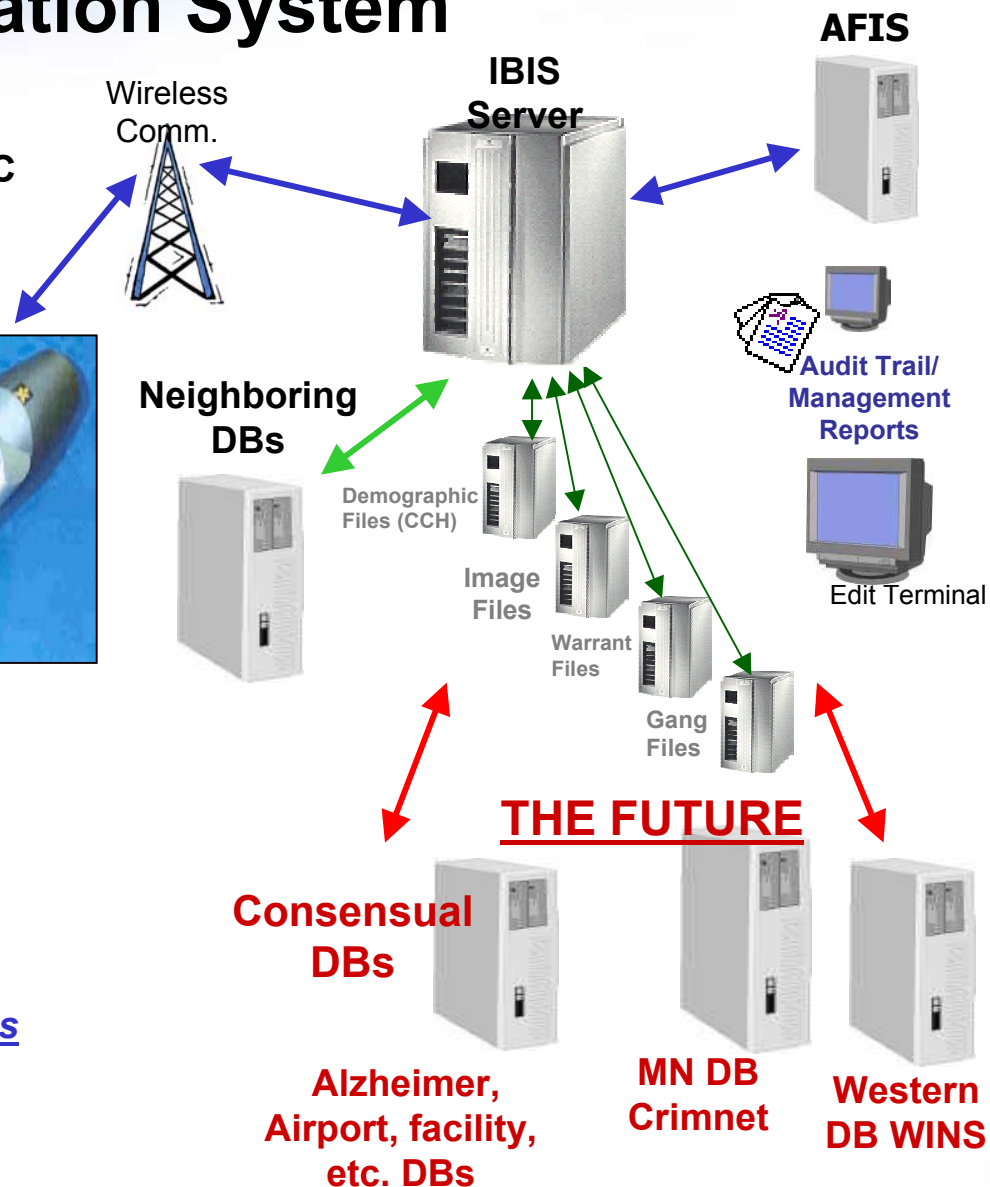 ation System
AFIS
IBIS
Server
Wireless
Comm.
C
Audit Trail/
Management
Reports
Neighboring
DBs
Demographic
Files (CCH)
Image
Files
Edit Terminal
Warrant
Files
Gang
Files
THE FUTURE
Consensual
DBs
s
Alzheimer,
Airport, facility,
etc. DBs
MN DB
Crimnet
Western
DB WINS